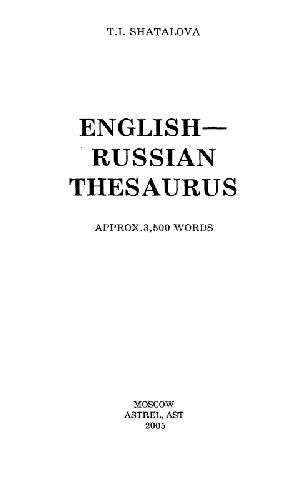 T.I. SHATALOVA
ENGLISH—
RUSSIAN
THESAURUS
APPROX.3,500 WORDS
MOSCOW
ASTREL, AST
2005